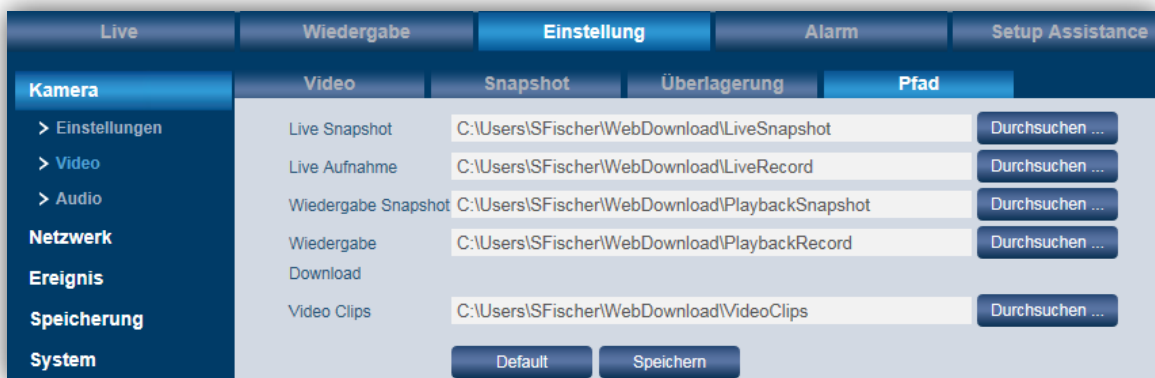 Live Wiedergabe Einstellung Alarm Setup Assistance
Kamera Video Snapshot Überlagerung Pfad
> Einstellungen Live Snapshot C:\Users\SFischer\WebDownload\LiveSnapshot Durchsuchen ...
> Video Live Aufnahme C:\Users\SFischer\WebDownload\LiveRecord Durchsuchen ...
> Audio Wiedergabe Snapshot C:\Users\SFischer\WebDownload\PlaybackSnapshot Durchsuchen ...
Netzwerk Wiedergabe C:\Users\SFischer\WebDownload\PlaybackRecord Durchsuchen ...
Ereignis Download
Speicherung Video Clips C:\Users\SFischer\WebDownload\VideoClips Durchsuchen ...
System Default Speichern